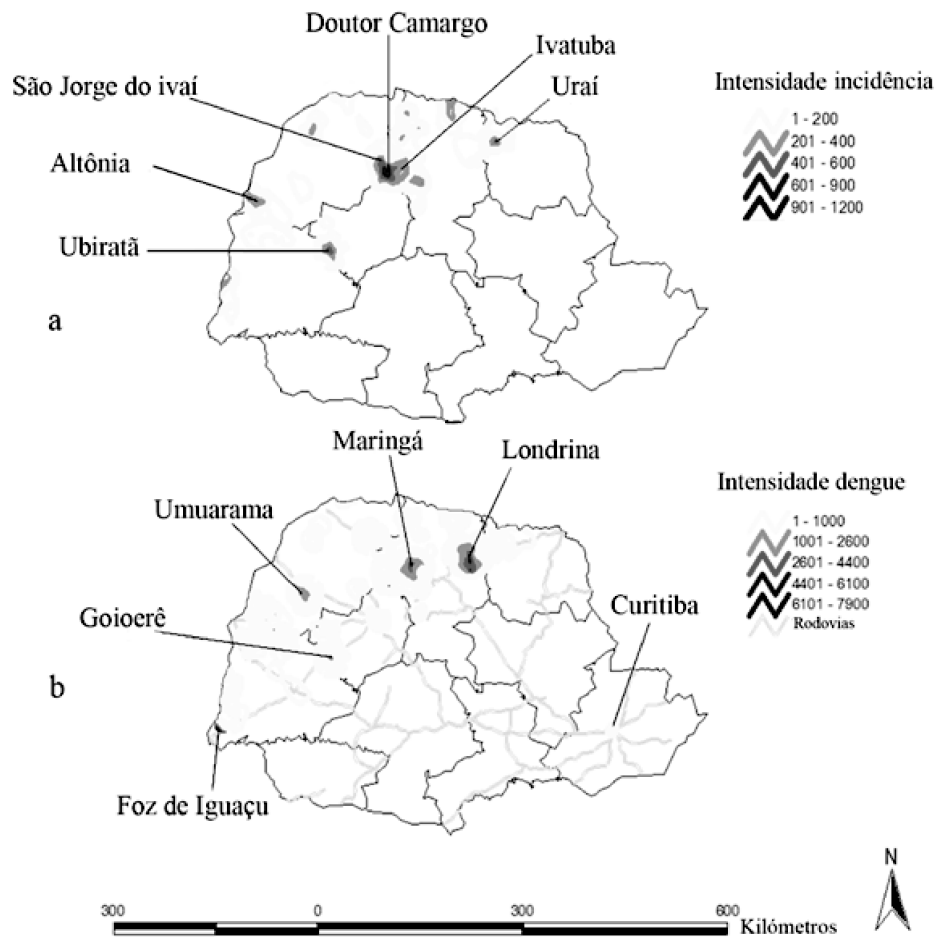 Doutor Camargo
Ivatuba
São Jorge do ivaí
Uraí
Altônia
Ubiratã
a
Intensidade incidência
1 - 200
201 - 400
401 - 600
601 - 900
901 - 1200
Maringá
Londrina
Umuarama
Goioerê
Curitiba
b
Foz de Iguaçu
Intensidade dengue
1 - 1000
1001 - 2600
2601 - 4400
4401 - 6100
6101 - 7900
Rodovias
N
300 0 300 600 Kilómetros